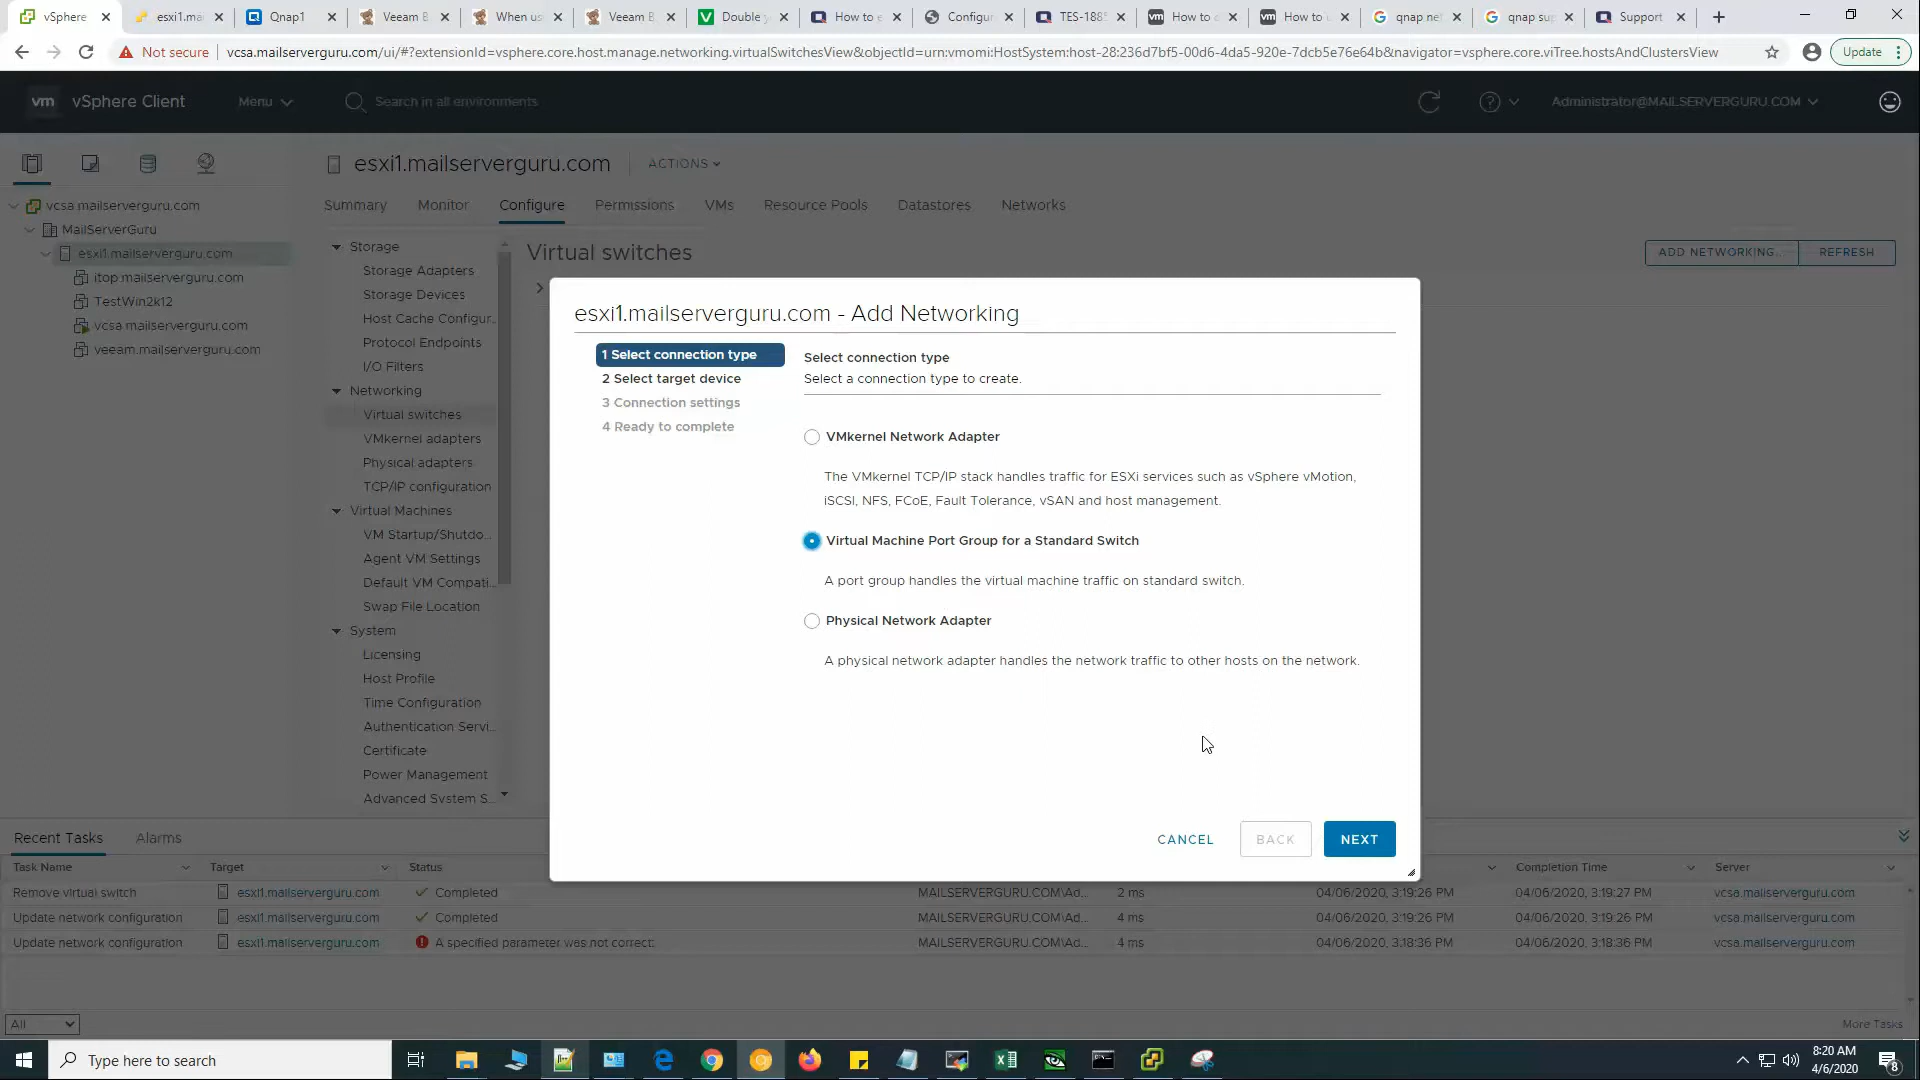 vSphere
esxi1.ma
Qnap1
Veeam B
When us
Veeam B
Double
How to e
Configur
TES-1885
How to
How to
qnap ne
qnap sup
Support
Not secure
vcsa.mailserverguru.com/ui/#?extensionId=vsphere.core.host.manage.networking.virtualSwitchesView&objectId=urn:vmomi:HostSystem:host-28:236d7bf5-00d6-4da5-920e-7dcb5e76e64b&navigator=vsphere.core.viTree.hostsAndClustersView
Update
vm vSphere Client
Menu
Search in all environments
Administrator@MAILSERVERGURU.COM
esxi1.mailserverguru.com
ACTIONS
Summary Monitor Configure Permissions VMs Resource Pools Datastores Networks
vcsa.mailserverguru.com
MailServerGuru
esxi1.mailserverguru.com
itop.mailserverguru.com
TestWin2k12
vcsa.mailserverguru.com
veeam.mailserverguru.com
Storage
Storage Adapters
Storage Devices
Host Cache Configur...
Protocol Endpoints
I/O Filters
Networking
Virtual switches
VMkernel adapters
Physical adapters
TCP/IP configuration
Virtual Machines
VM Startup/Shutdo...
Agent VM Settings
Default VM Compati...
Swap File Location
System
Licensing
Host Profile
Time Configuration
Authentication Servi...
Certificate
Power Management
Advanced System S...
Virtual switches
ADD NETWORKING...
REFRESH
esxi1.mailserverguru.com - Add Networking
1 Select connection type
2 Select target device
3 Connection settings
4 Ready to complete
Select connection type
Select a connection type to create.
VMkernel Network Adapter
The VMkernel TCP/IP stack handles traffic for ESXi services such as vSphere vMotion,
iSCSI, NFS, FCoE, Fault Tolerance, vSAN and host management.
Virtual Machine Port Group for a Standard Switch
A port group handles the virtual machine traffic on standard switch.
Physical Network Adapter
A physical network adapter handles the network traffic to other hosts on the network.
CANCEL
BACK
NEXT
Recent Tasks
Alarms
Task Name Target Status Completion Time Server
Remove virtual switch esxi1.mailserverguru.com Completed MAILSERVERGURU.COM\Ad... 2 ms 04/06/2020, 3:19:26 PM 04/06/2020, 3:19:27 PM vcsa.mailserverguru.com
Update network configuration esxi1.mailserverguru.com Completed MAILSERVERGURU.COM\Ad... 4 ms 04/06/2020, 3:19:26 PM 04/06/2020, 3:19:26 PM vcsa.mailserverguru.com
Update network configuration esxi1.mailserverguru.com A specified parameter was not correct: MAILSERVERGURU.COM\Ad... 4 ms 04/06/2020, 3:18:36 PM 04/06/2020, 3:18:36 PM vcsa.mailserverguru.com
All
More Tasks
Type here to search
8:20 AM
4/6/2020
8